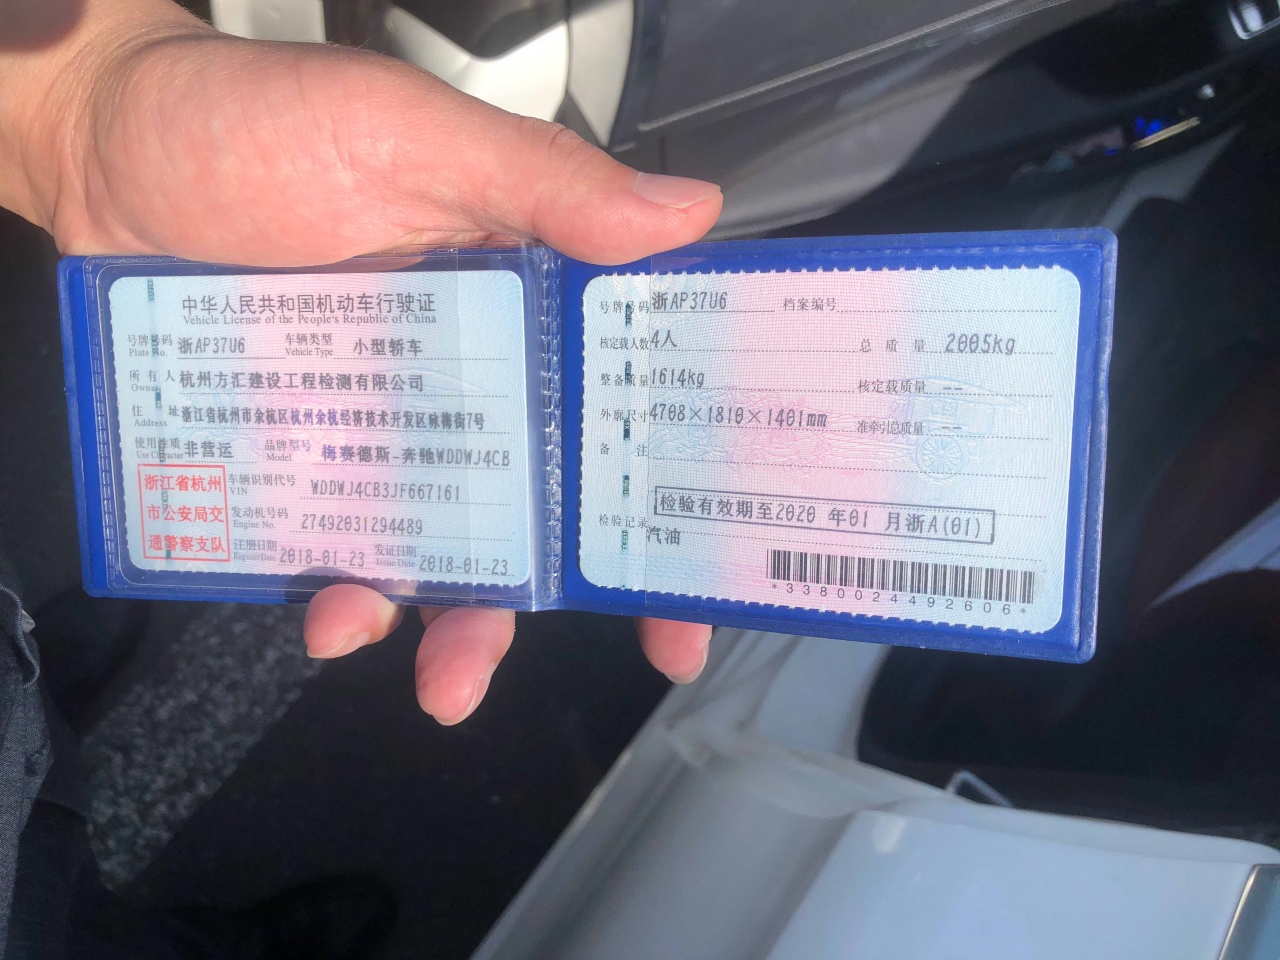 中华人民共和国机动车行驶证
Vehicle License of the People's Republic of China
号牌号码 浙AP37U6 车辆类型 小型轿车
Plate No. Vehicle Type
所有人 杭州方汇建设工程检测有限公司
Owner
住址 浙江省杭州市余杭区杭州余杭经济技术开发区咏梅街7号
Address
使用性质 非营运 品牌型号 梅赛德斯-奔驰WDDWJ4CB
Use Character Model
浙江省杭州
市公安局交
通警察支队
车辆识别代号 WDDWJ4CB3JF667161
VIN
发动机号码 27492031294489
Engine No.
注册日期 2018-01-23 发证日期 2018-01-23
Register Date Issue Date
号牌号码 浙AP37U6 档案编号
核定载人数 4人 总质量 2005kg
整备质量 1614kg 核定载质量 --
外廓尺寸 4708×1810×1401mm 准牵引总质量 --
备注
检验有效期至2020 年01 月浙A(01)
检验记录
汽油
*3380024492606*